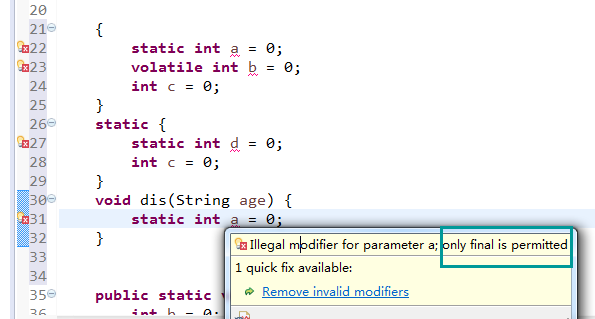 20
21 {
22 static int a = 0;
23 volatile int b = 0;
24 int c = 0;
25 }
26 static {
27 static int d = 0;
28 int c = 0;
29 }
30 void dis(String age) {
31 static int a = 0;
32 }
Illegal modifier for parameter a; only final is permitted
33
1 quick fix available:
34
Remove invalid modifiers
35 public static v
36 int b = 0;